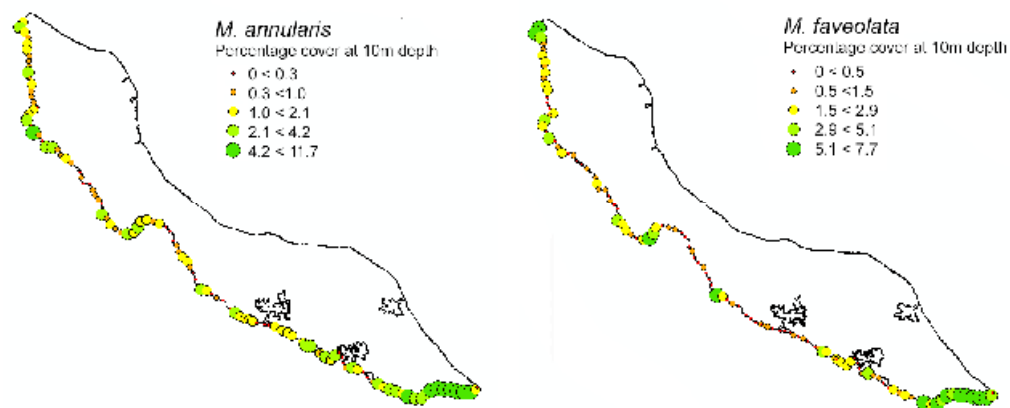 M. annularis
Percentage cover at 10m depth
0 < 0.3
0.3 <1.0
1.0 < 2.1
2.1 < 4.2
4.2 < 11.7
M. faveolata
Percentage cover at 10m depth
0 < 0.5
0.5 <1.5
1.5 < 2.9
2.9 < 5.1
5.1 < 7.7